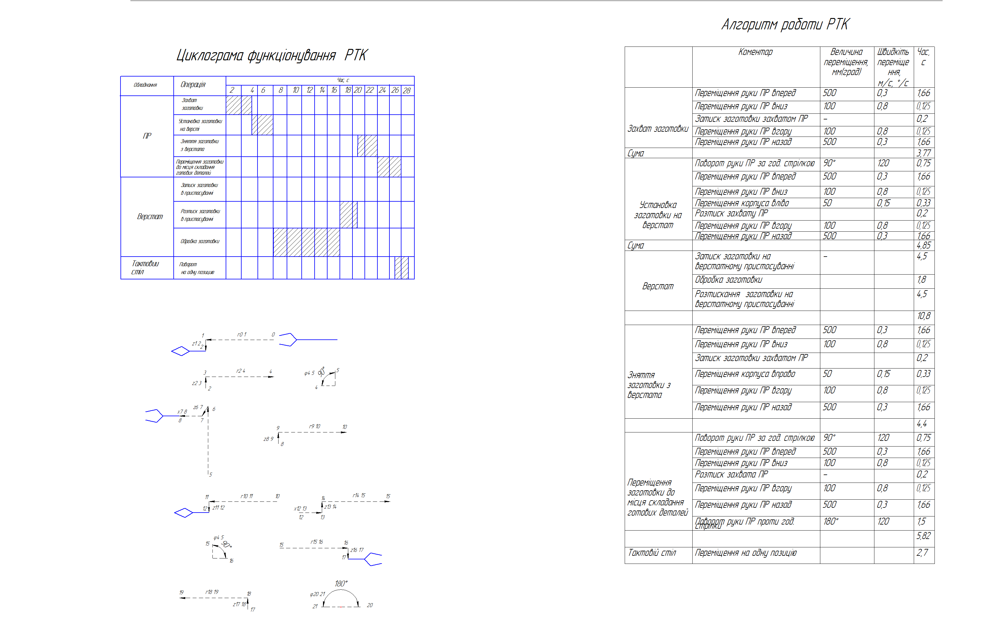 Циклограма функціонування РТК
Обладнання
Операція
Час, с
2 4 6 8 10 12 14 16 18 20 22 24 26 28
ПР
Захват
заготовки
Установка заготовки
на версті
Зняття заготовки
з верстата
Переміщення заготовки
до місця складання
готових деталей
Верстат
Затиск заготовки
в пристосуванні
Розтиск заготовки
в пристосуванні
Обробка заготовки
Тактовии
стіл
Поворот
на одну позицию
1 r0 1 0
z1 2
2
3 r2 4 4
z2 3
2
φ4 5 90° 5
4
x7 8 z6 7 6
8 7
5
9 r9 10 10
z8 9
8
11 r10 11 10
12 z11 12
14 r14 15 15
x12 13 z13 14
12 13
φ4 5
15 90°
16
15 r15 16 16
z16 17
17
19 r18 19 18
z17 18
17
180°
φ20 21
21 20
Алгоритм роботи РТК
Коментар
Величина
переміщення,
мм(град)
Швидкіть
переміще
ння,
м/с, °/с
Час,
с
Захват заготовки
Переміщення руки ПР вперед 500 0,3 1,66
Переміщення руки ПР вниз 100 0,8 0,125
Затиск заготовки захватом ПР – 0,2
Переміщення руки ПР вгору 100 0,8 0,125
Переміщення руки ПР назад 500 0,3 1,66
Сума 3,77
Установка
заготовки на
верстат
Поворот руки ПР за год. стрілкою 90° 120 0,75
Переміщення руки ПР вперед 500 0,3 1,66
Переміщення руки ПР вниз 100 0,8 0,125
Переміщення корпуса вліво 50 0,15 0,33
Розтиск захвату ПР 0,2
Переміщення руки ПР вгору 100 0,8 0,125
Переміщення руки ПР назад 500 0,3 1,66
Сума 4,85
Верстат
Затиск заготовки на
верстатному пристосуванні – 4,5
Обробка заготовки 1,8
Розтискання заготовки на
верстатному пристосуванні 4,5
10,8
Зняття
заготовки з
верстата
Переміщення руки ПР вперед 500 0,3 1,66
Переміщення руки ПР вниз 100 0,8 0,125
Затиск заготовки захватом ПР 0,2
Переміщення корпуса вправо 50 0,15 0,33
Переміщення руки ПР вгору 100 0,8 0,125
Переміщення руки ПР назад 500 0,3 1,66
4,4
Переміщення
заготовки до
місця складання
готових деталей
Поворот руки ПР за год. стрілкою 90° 120 0,75
Переміщення руки ПР вперед 500 0,3 1,66
Переміщення руки ПР вниз 100 0,8 0,125
Розтиск захвата ПР – 0,2
Переміщення руки ПР вгору 100 0,8 0,125
Переміщення руки ПР назад 500 0,3 1,66
Поворот руки ПР проти год.
стрілки 180° 120 1,5
5,82
Тактовій стіл Переміщення на одну позицію 2,7